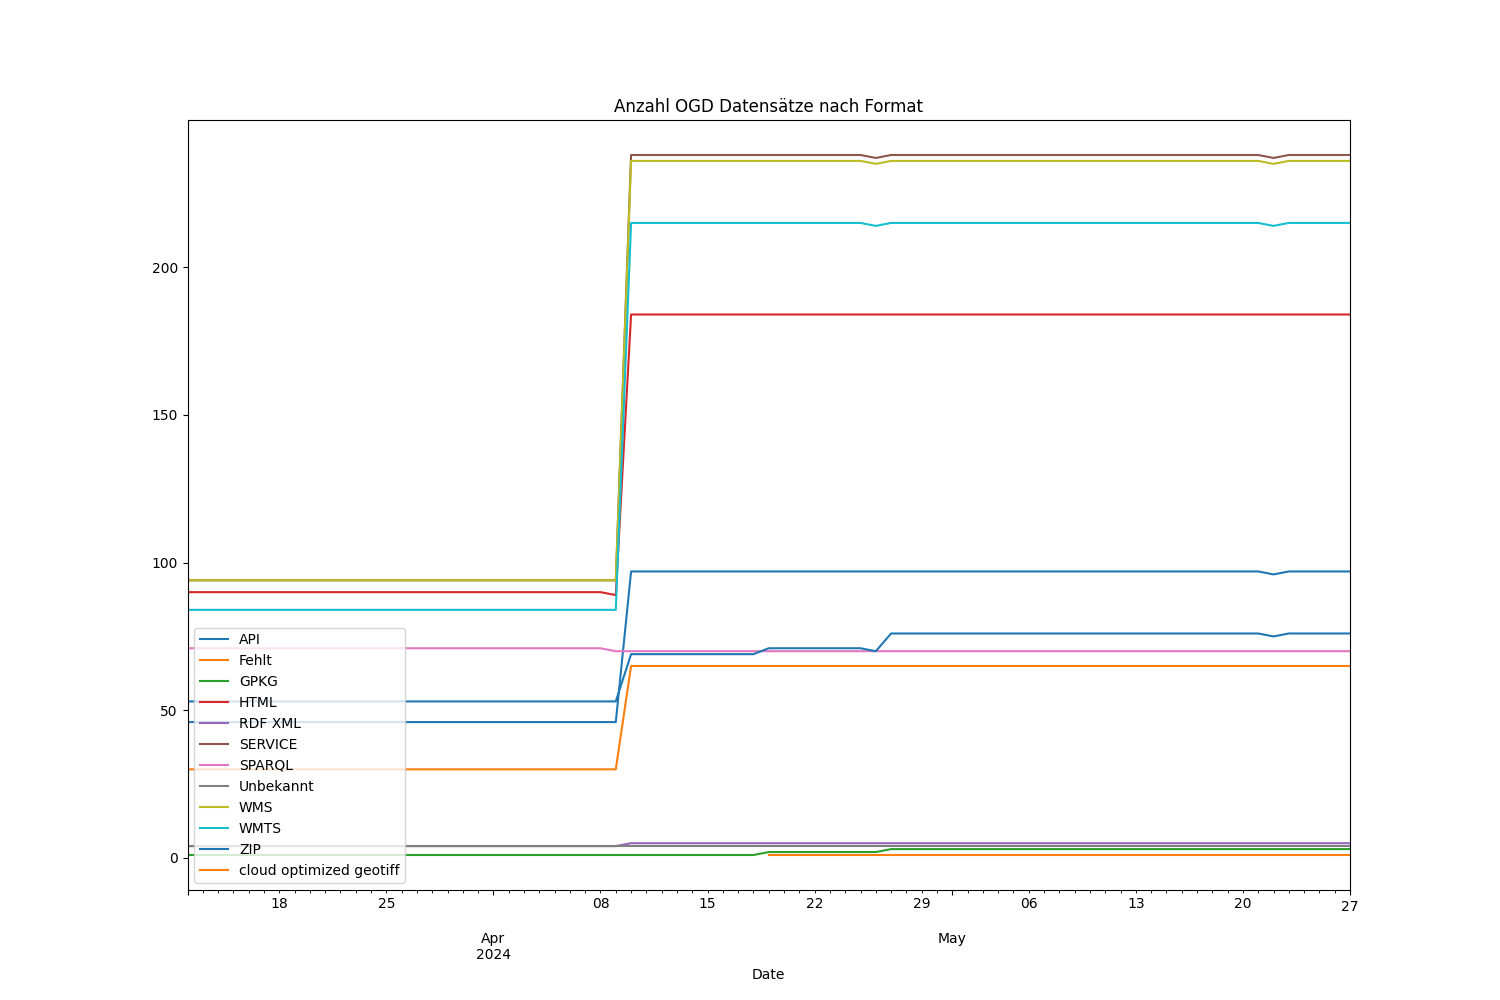 Anzahl OGD Datensätze nach Format
200
150
100
50
0
API
Fehlt
GPKG
HTML
RDF XML
SERVICE
SPARQL
Unbekannt
WMS
WMTS
ZIP
cloud optimized geotiff
18 25 08 15 22 29 06 13 20 27
Apr May
2024
Date